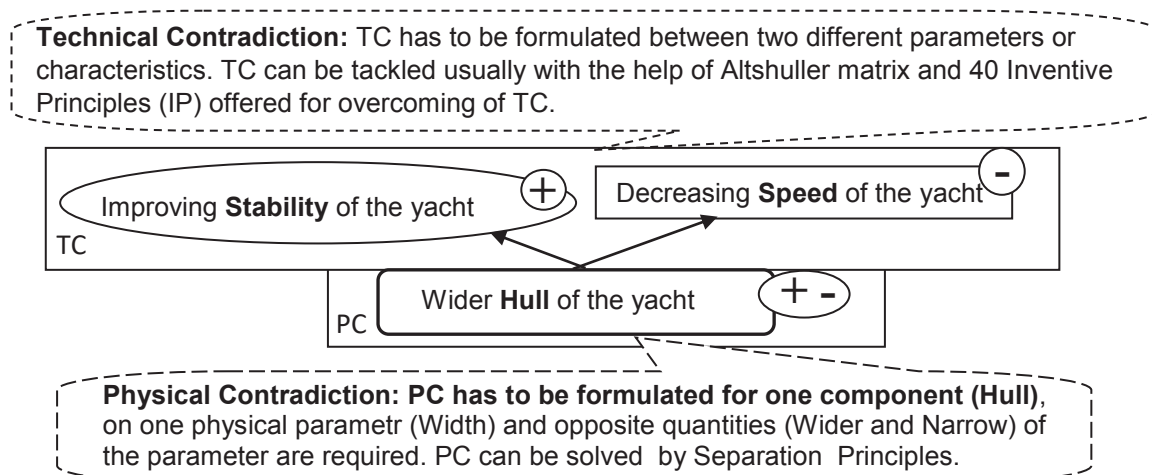 Technical Contradiction: TC has to be formulated between two different parameters or
characteristics. TC can be tackled usually with the help of Altshuller matrix and 40 Inventive
Principles (IP) offered for overcoming of TC.
Improving Stability of the yacht +
Decreasing Speed of the yacht -
TC
Wider Hull of the yacht + -
PC
Physical Contradiction: PC has to be formulated for one component (Hull),
on one physical parametr (Width) and opposite quantities (Wider and Narrow) of
the parameter are required. PC can be solved by Separation Principles.